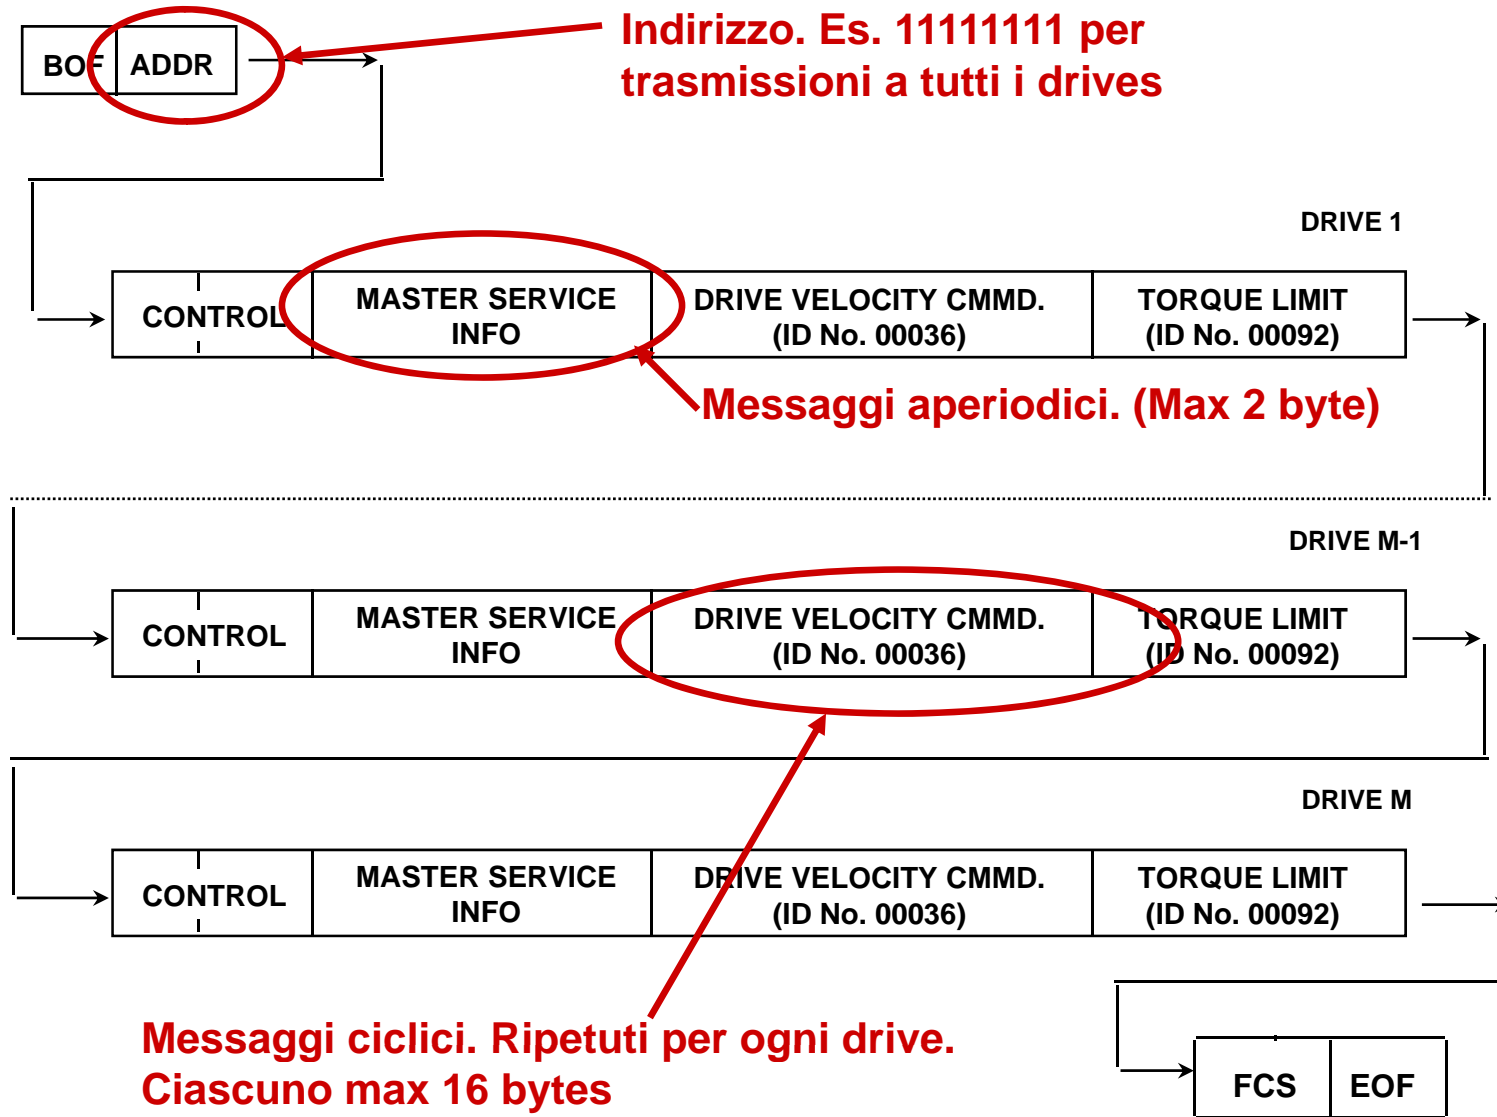 Indirizzo. Es. 11111111 per
trasmissioni a tutti i drives
BOF ADDR
DRIVE 1
CONTROL
MASTER SERVICE
INFO
DRIVE VELOCITY CMMD.
(ID No. 00036)
TORQUE LIMIT
(ID No. 00092)
Messaggi aperiodici. (Max 2 byte)
DRIVE M-1
CONTROL
MASTER SERVICE
INFO
DRIVE VELOCITY CMMD.
(ID No. 00036)
TORQUE LIMIT
(ID No. 00092)
DRIVE M
CONTROL
MASTER SERVICE
INFO
DRIVE VELOCITY CMMD.
(ID No. 00036)
TORQUE LIMIT
(ID No. 00092)
Messaggi ciclici. Ripetuti per ogni drive.
Ciascuno max 16 bytes
FCS EOF